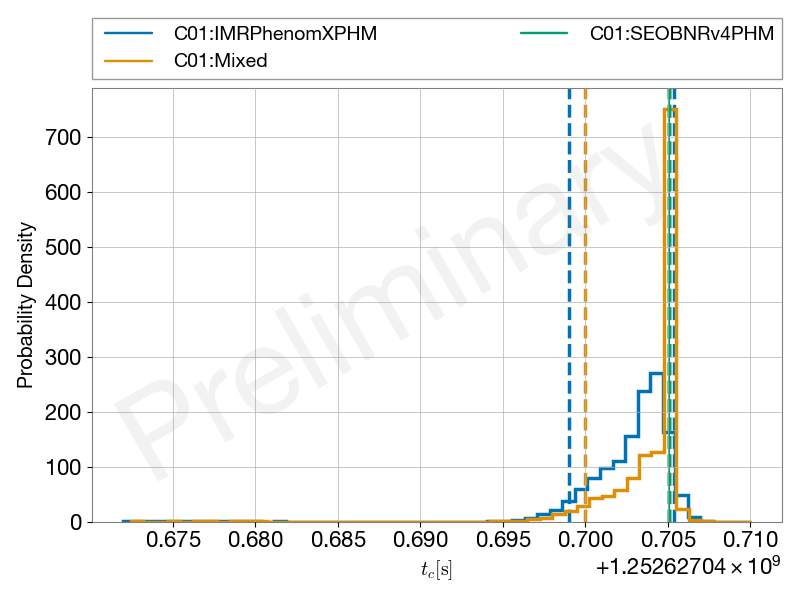 C01:IMRPhenomXPHM C01:SEOBNRv4PHM
C01:Mixed
700
600
500
400
300
200
100
0
Probability Density
Preliminary
0.675 0.680 0.685 0.690 0.695 0.700 0.705 0.710
+1.25262704 × 10⁹
t_c[s]